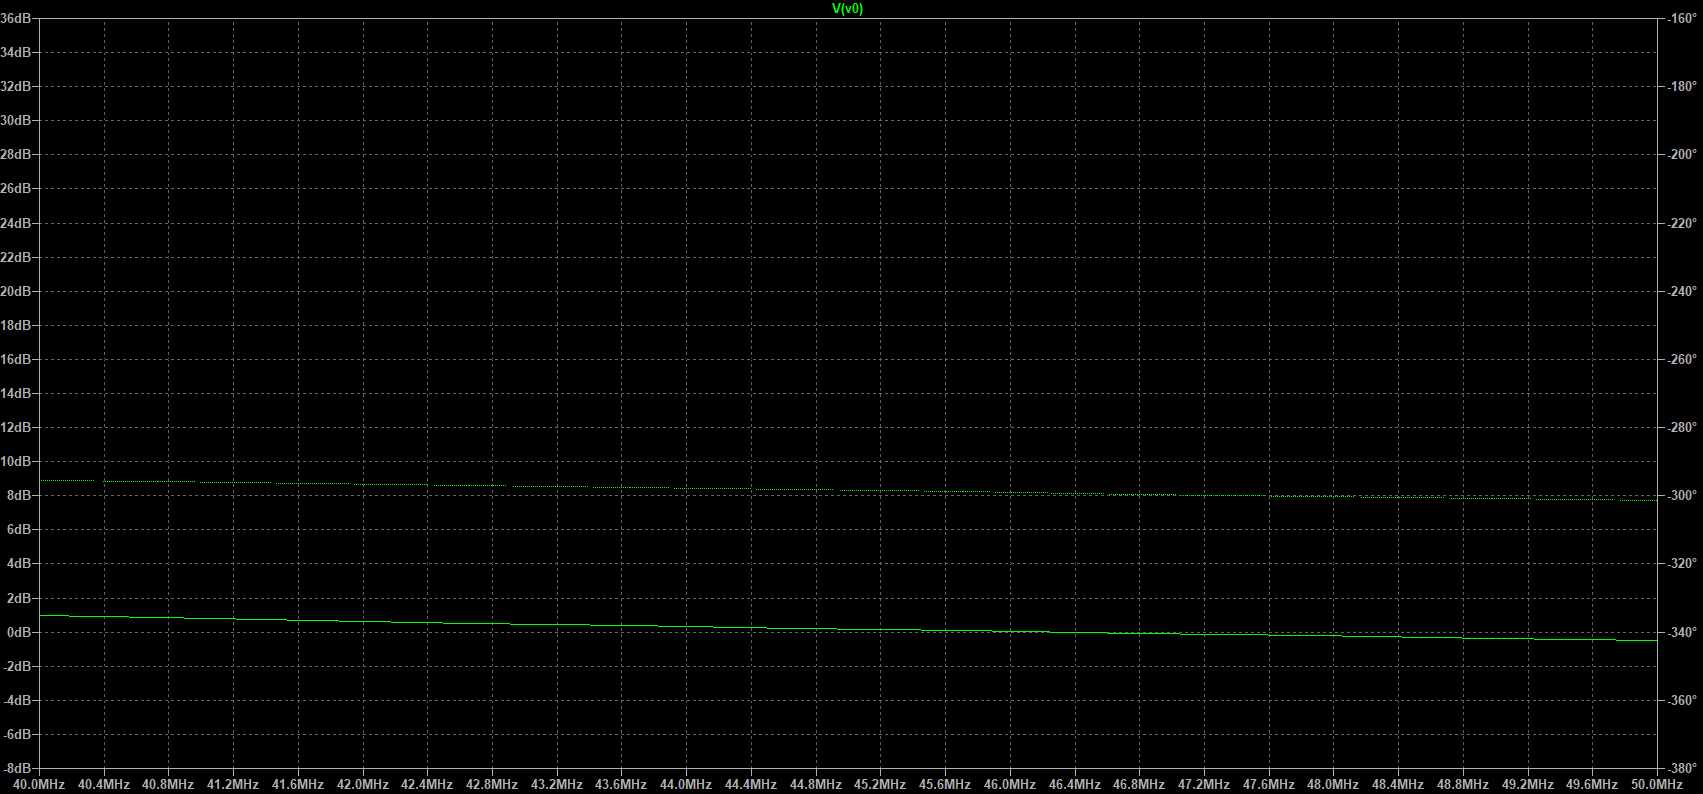 V(v0)
36dB -160°
34dB
32dB -180°
30dB
28dB -200°
26dB
24dB -220°
22dB
20dB -240°
18dB
16dB -260°
14dB
12dB -280°
10dB
8dB -300°
6dB
4dB -320°
2dB
0dB -340°
-2dB
-4dB -360°
-6dB
-8dB -380°
40.0MHz 40.4MHz 40.8MHz 41.2MHz 41.6MHz 42.0MHz 42.4MHz 42.8MHz 43.2MHz 43.6MHz 44.0MHz 44.4MHz 44.8MHz 45.2MHz 45.6MHz 46.0MHz 46.4MHz 46.8MHz 47.2MHz 47.6MHz 48.0MHz 48.4MHz 48.8MHz 49.2MHz 49.6MHz 50.0MHz